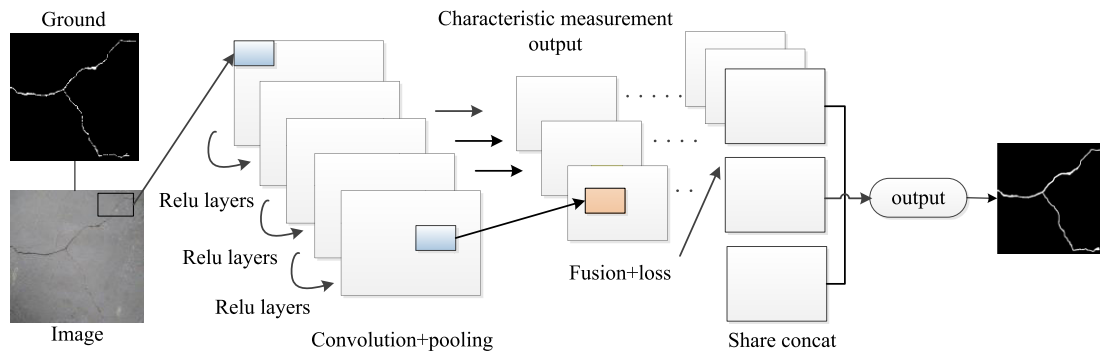 Ground
Characteristic measurement
output
Relu layers
Relu layers
Relu layers
Image
Convolution+pooling
Fusion+loss
Share concat
output